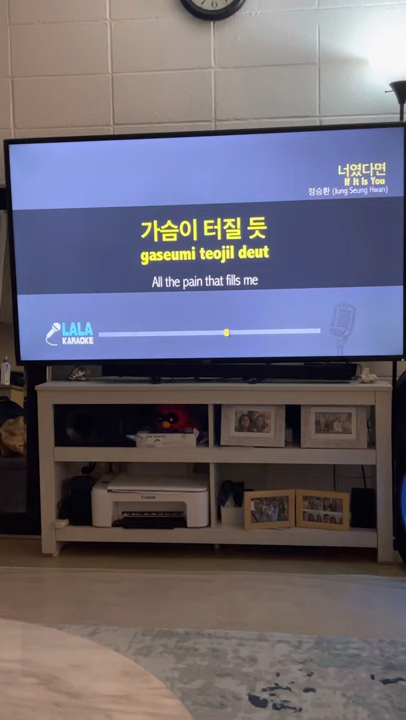 너였다면
If It Is You
정승환 (Jung Seung Hwan)
가슴이 터질 듯
gaseumi teojil deut
All the pain that fills me
LALA
KARAOKE
Canon